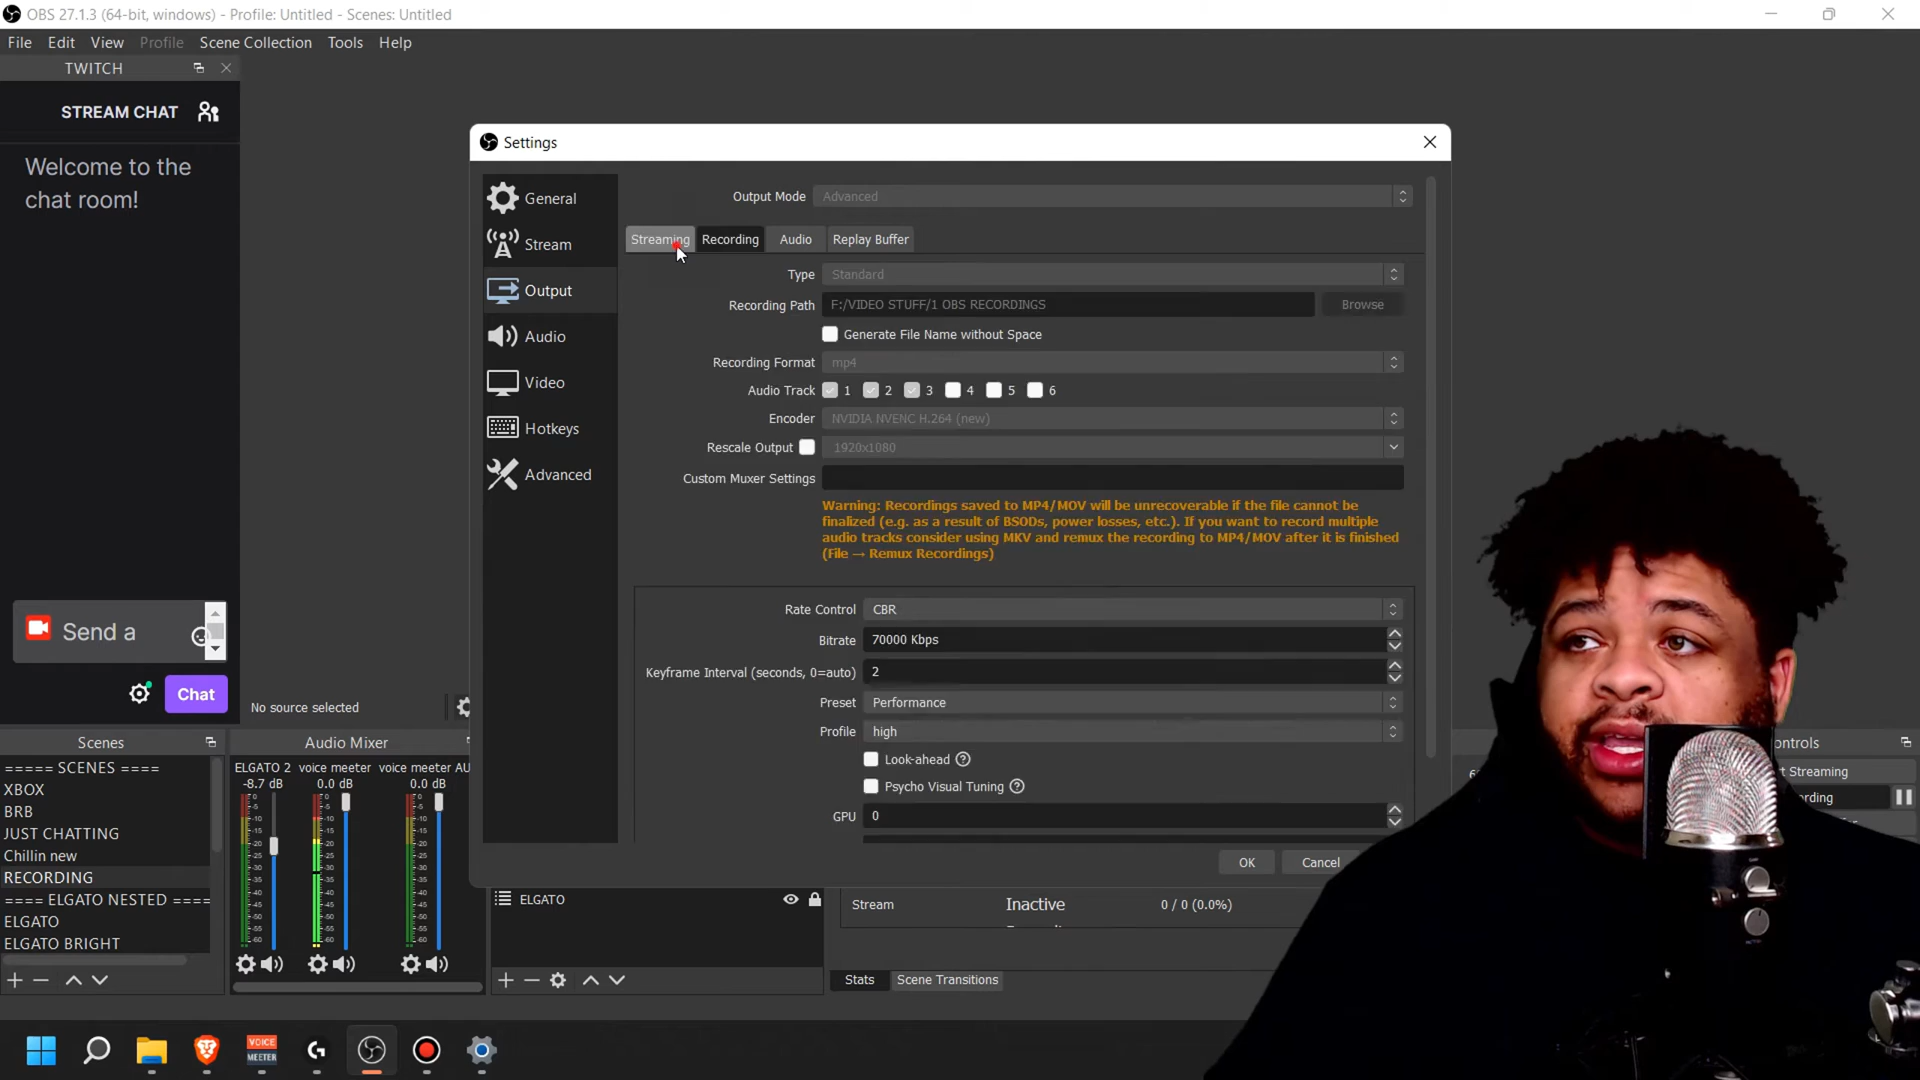 OBS 27.1.3 (64-bit, windows) - Profile: Untitled - Scenes: Untitled
File Edit View Profile Scene Collection Tools Help
TWITCH
STREAM CHAT
Welcome to the
chat room!
Send a
Chat
Settings
General
Stream
Output
Audio
Video
Hotkeys
Advanced
Output Mode Advanced
Streaming Recording Audio Replay Buffer
Type Standard
Recording Path F:/VIDEO STUFF/1 OBS RECORDINGS Browse
Generate File Name without Space
Recording Format mp4
Audio Track 1 2 3 4 5 6
Encoder NVIDIA NVENC H.264 (new)
Rescale Output 1920x1080
Custom Muxer Settings
Warning: Recordings saved to MP4/MOV will be unrecoverable if the file cannot be
finalized (e.g. as a result of BSODs, power losses, etc.). If you want to record multiple
audio tracks consider using MKV and remux the recording to MP4/MOV after it is finished
(File → Remux Recordings)
Rate Control CBR
Bitrate 70000 Kbps
Keyframe Interval (seconds, 0=auto) 2
Preset Performance
Profile high
Look-ahead
Psycho Visual Tuning
GPU 0
OK Cancel
No source selected
Scenes
===== SCENES ====
XBOX
BRB
JUST CHATTING
Chillin new
RECORDING
==== ELGATO NESTED ====
ELGATO
ELGATO BRIGHT
Audio Mixer
ELGATO 2 voice meeter voice meeter AU
-8.7 dB 0.0 dB 0.0 dB
ELGATO
Stream Inactive 0 / 0 (0.0%)
Stats Scene Transitions
ontrols
t Streaming
ording
VOICE
MEETER